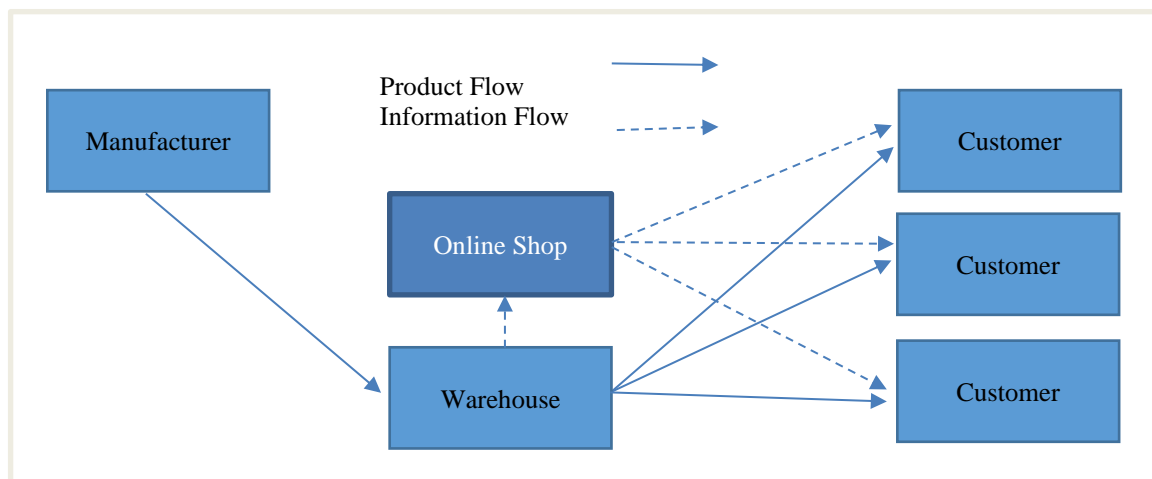 Product Flow
Information Flow
Manufacturer
Customer
Online Shop
Customer
Warehouse
Customer